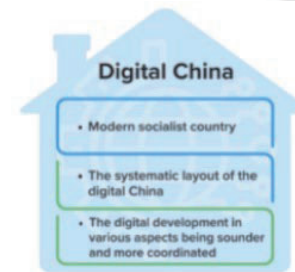 Digital China
• Modern socialist country
• The systematic layout of the
digital China
• The digital development in
various aspects being sounder
and more coordinated